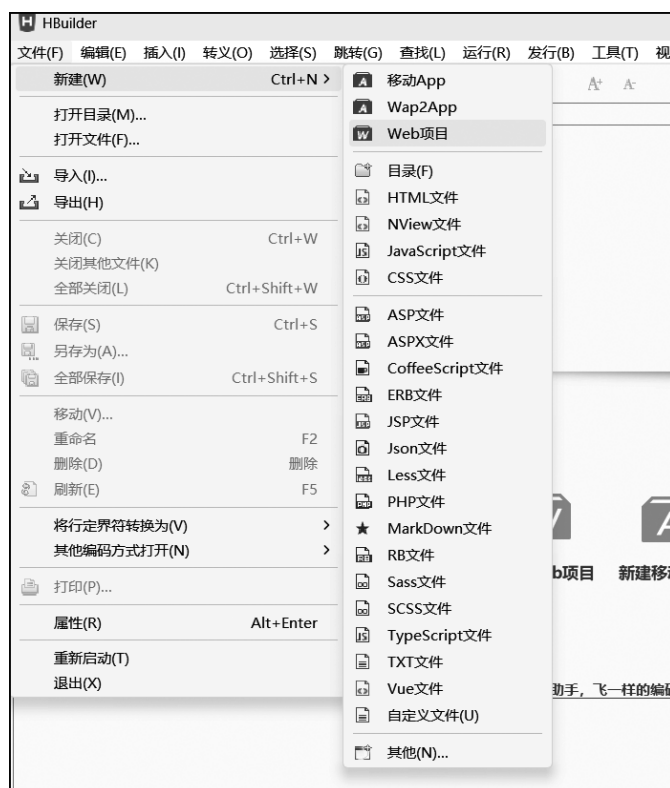 HBuilder
文件(F) 编辑(E) 插入(I) 转义(O) 选择(S) 跳转(G) 查找(L) 运行(R) 发行(B) 工具(T) 视
新建(W) Ctrl+N
打开目录(M)...
打开文件(F)...
导入(I)...
导出(H)
关闭(C) Ctrl+W
关闭其他文件(K)
全部关闭(L) Ctrl+Shift+W
保存(S) Ctrl+S
另存为(A)...
全部保存(I) Ctrl+Shift+S
移动(V)...
重命名 F2
删除(D) 删除
刷新(E) F5
将行定界符转换为(V)
其他编码方式打开(N)
打印(P)...
属性(R) Alt+Enter
重新启动(T)
退出(X)
移动App
Wap2App
Web项目
目录(F)
HTML文件
NView文件
JavaScript文件
CSS文件
ASP文件
ASPX文件
CoffeeScript文件
ERB文件
JSP文件
Json文件
Less文件
PHP文件
MarkDown文件
RB文件
Sass文件
SCSS文件
TypeScript文件
TXT文件
Vue文件
自定义文件(U)
其他(N)...
A+ A-
b项目 新建移
助手，飞一样的编